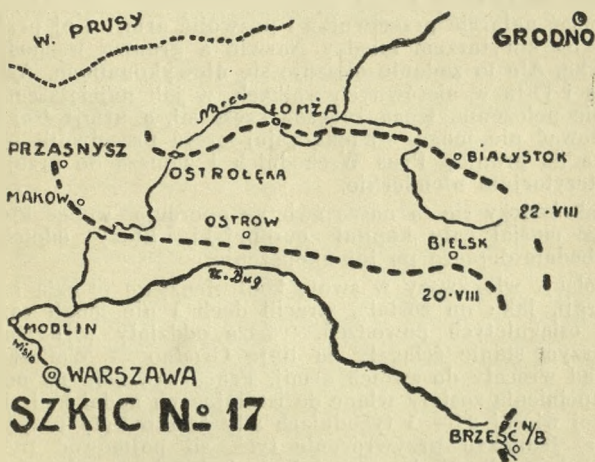 W. PRUSY
GRODNO
Narew
ŁOMŻA
PRZASNYSZ
OSTROŁĘKA
BIAŁYSTOK
MAKÓW
OSTRÓW
22-VIII
BIELSK
20-VIII
R. Bug
MODLIN
Wisła
WARSZAWA
SZKIC No 17
BRZEŚĆ N/B